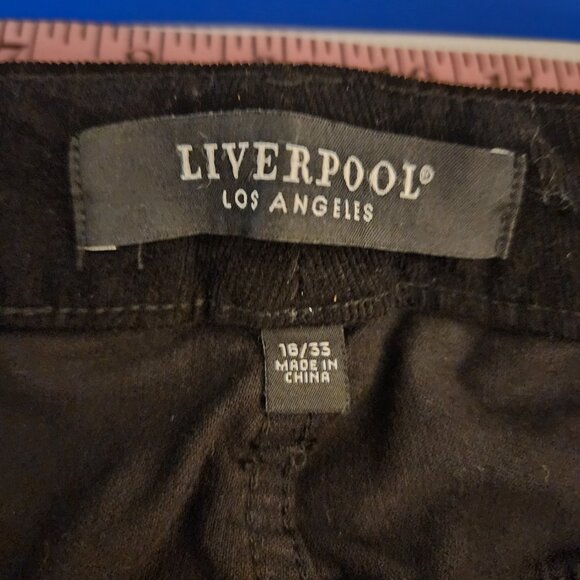 LIVERPOOL®
LOS ANGELES
16/33
MADE IN
CHINA